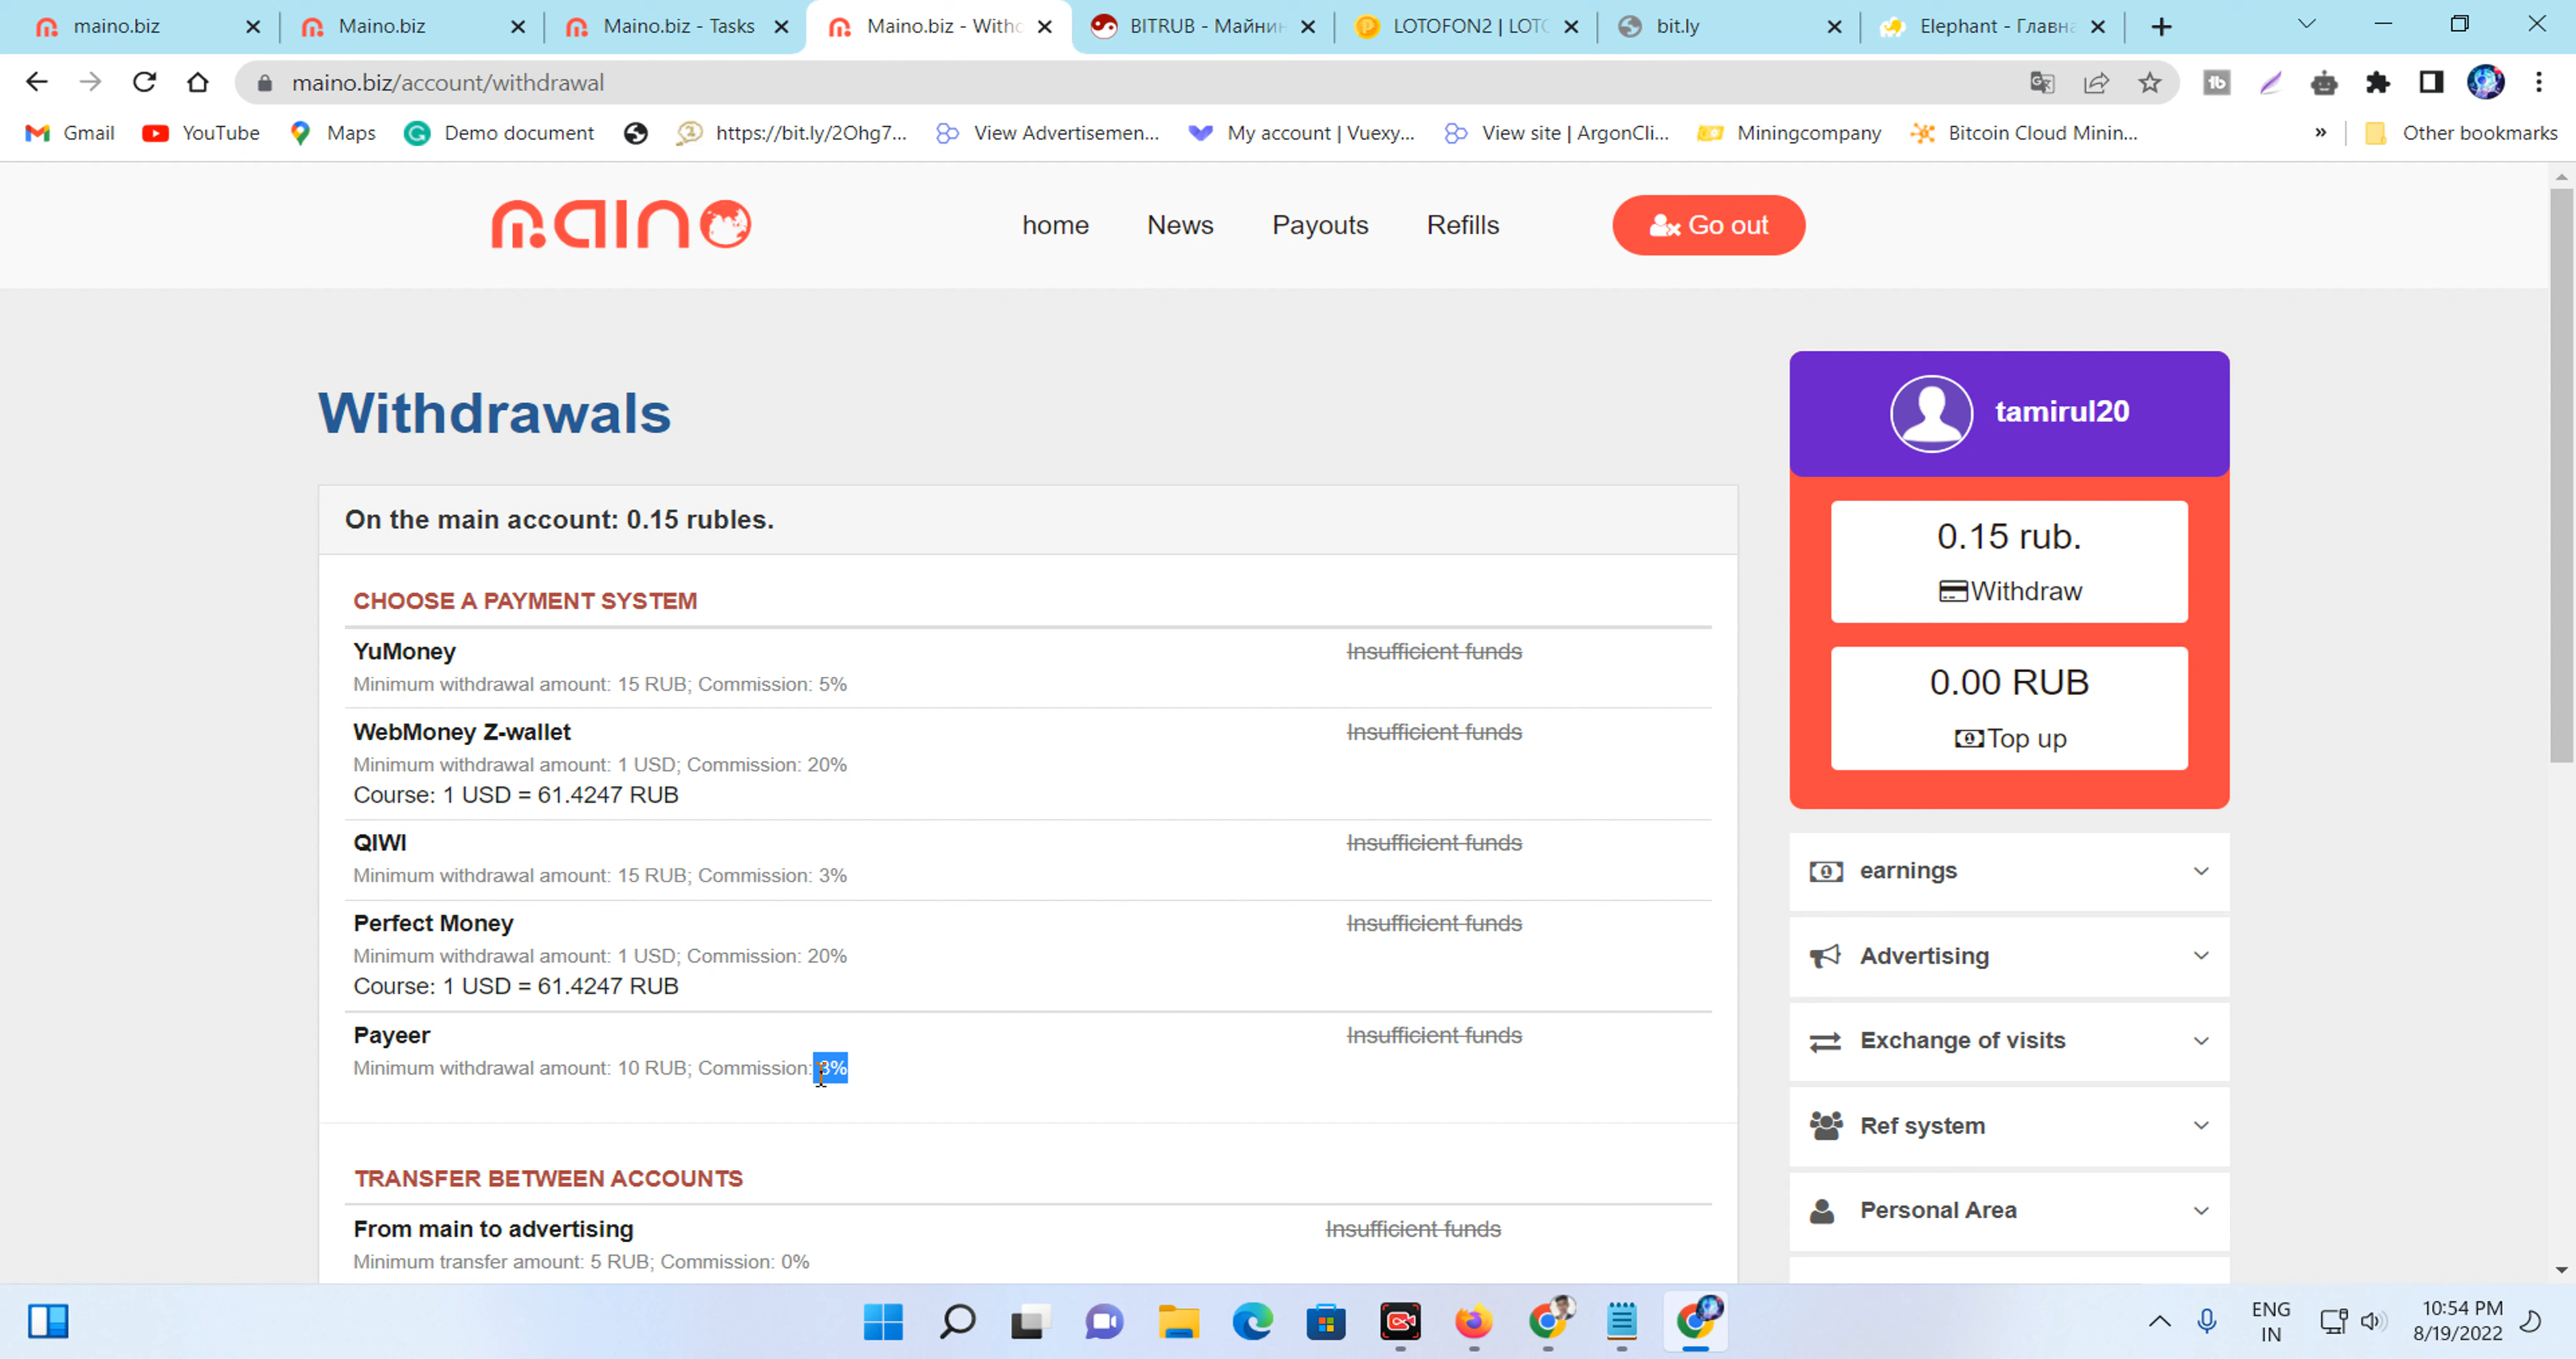 maino.biz
Maino.biz
Maino.biz - Tasks
Maino.biz - Withd
BITRUB - Майнин
LOTOFON2 | LOTO
bit.ly
Elephant - Главна
maino.biz/account/withdrawal
Gmail
YouTube
Maps
Demo document
https://bit.ly/2Ohg7...
View Advertisemen...
My account | Vuexy...
View site | ArgonCli...
Miningcompany
Bitcoin Cloud Minin...
»
Other bookmarks
maino
home
News
Payouts
Refills
Go out
Withdrawals
On the main account: 0.15 rubles.
CHOOSE A PAYMENT SYSTEM
YuMoney
Insufficient funds
Minimum withdrawal amount: 15 RUB; Commission: 5%
WebMoney Z-wallet
Insufficient funds
Minimum withdrawal amount: 1 USD; Commission: 20%
Course: 1 USD = 61.4247 RUB
QIWI
Insufficient funds
Minimum withdrawal amount: 15 RUB; Commission: 3%
Perfect Money
Insufficient funds
Minimum withdrawal amount: 1 USD; Commission: 20%
Course: 1 USD = 61.4247 RUB
Payeer
Insufficient funds
Minimum withdrawal amount: 10 RUB; Commission: 3%
TRANSFER BETWEEN ACCOUNTS
From main to advertising
Insufficient funds
Minimum transfer amount: 5 RUB; Commission: 0%
tamirul20
0.15 rub.
Withdraw
0.00 RUB
Top up
earnings
Advertising
Exchange of visits
Ref system
Personal Area
ENG
IN
10:54 PM
8/19/2022